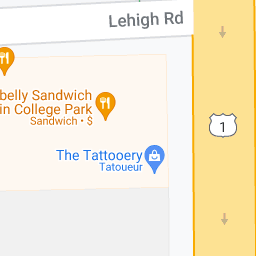 Lehigh Rd
belly Sandwich
in College Park
Sandwich • $
1
The Tattooery
Tatoueur